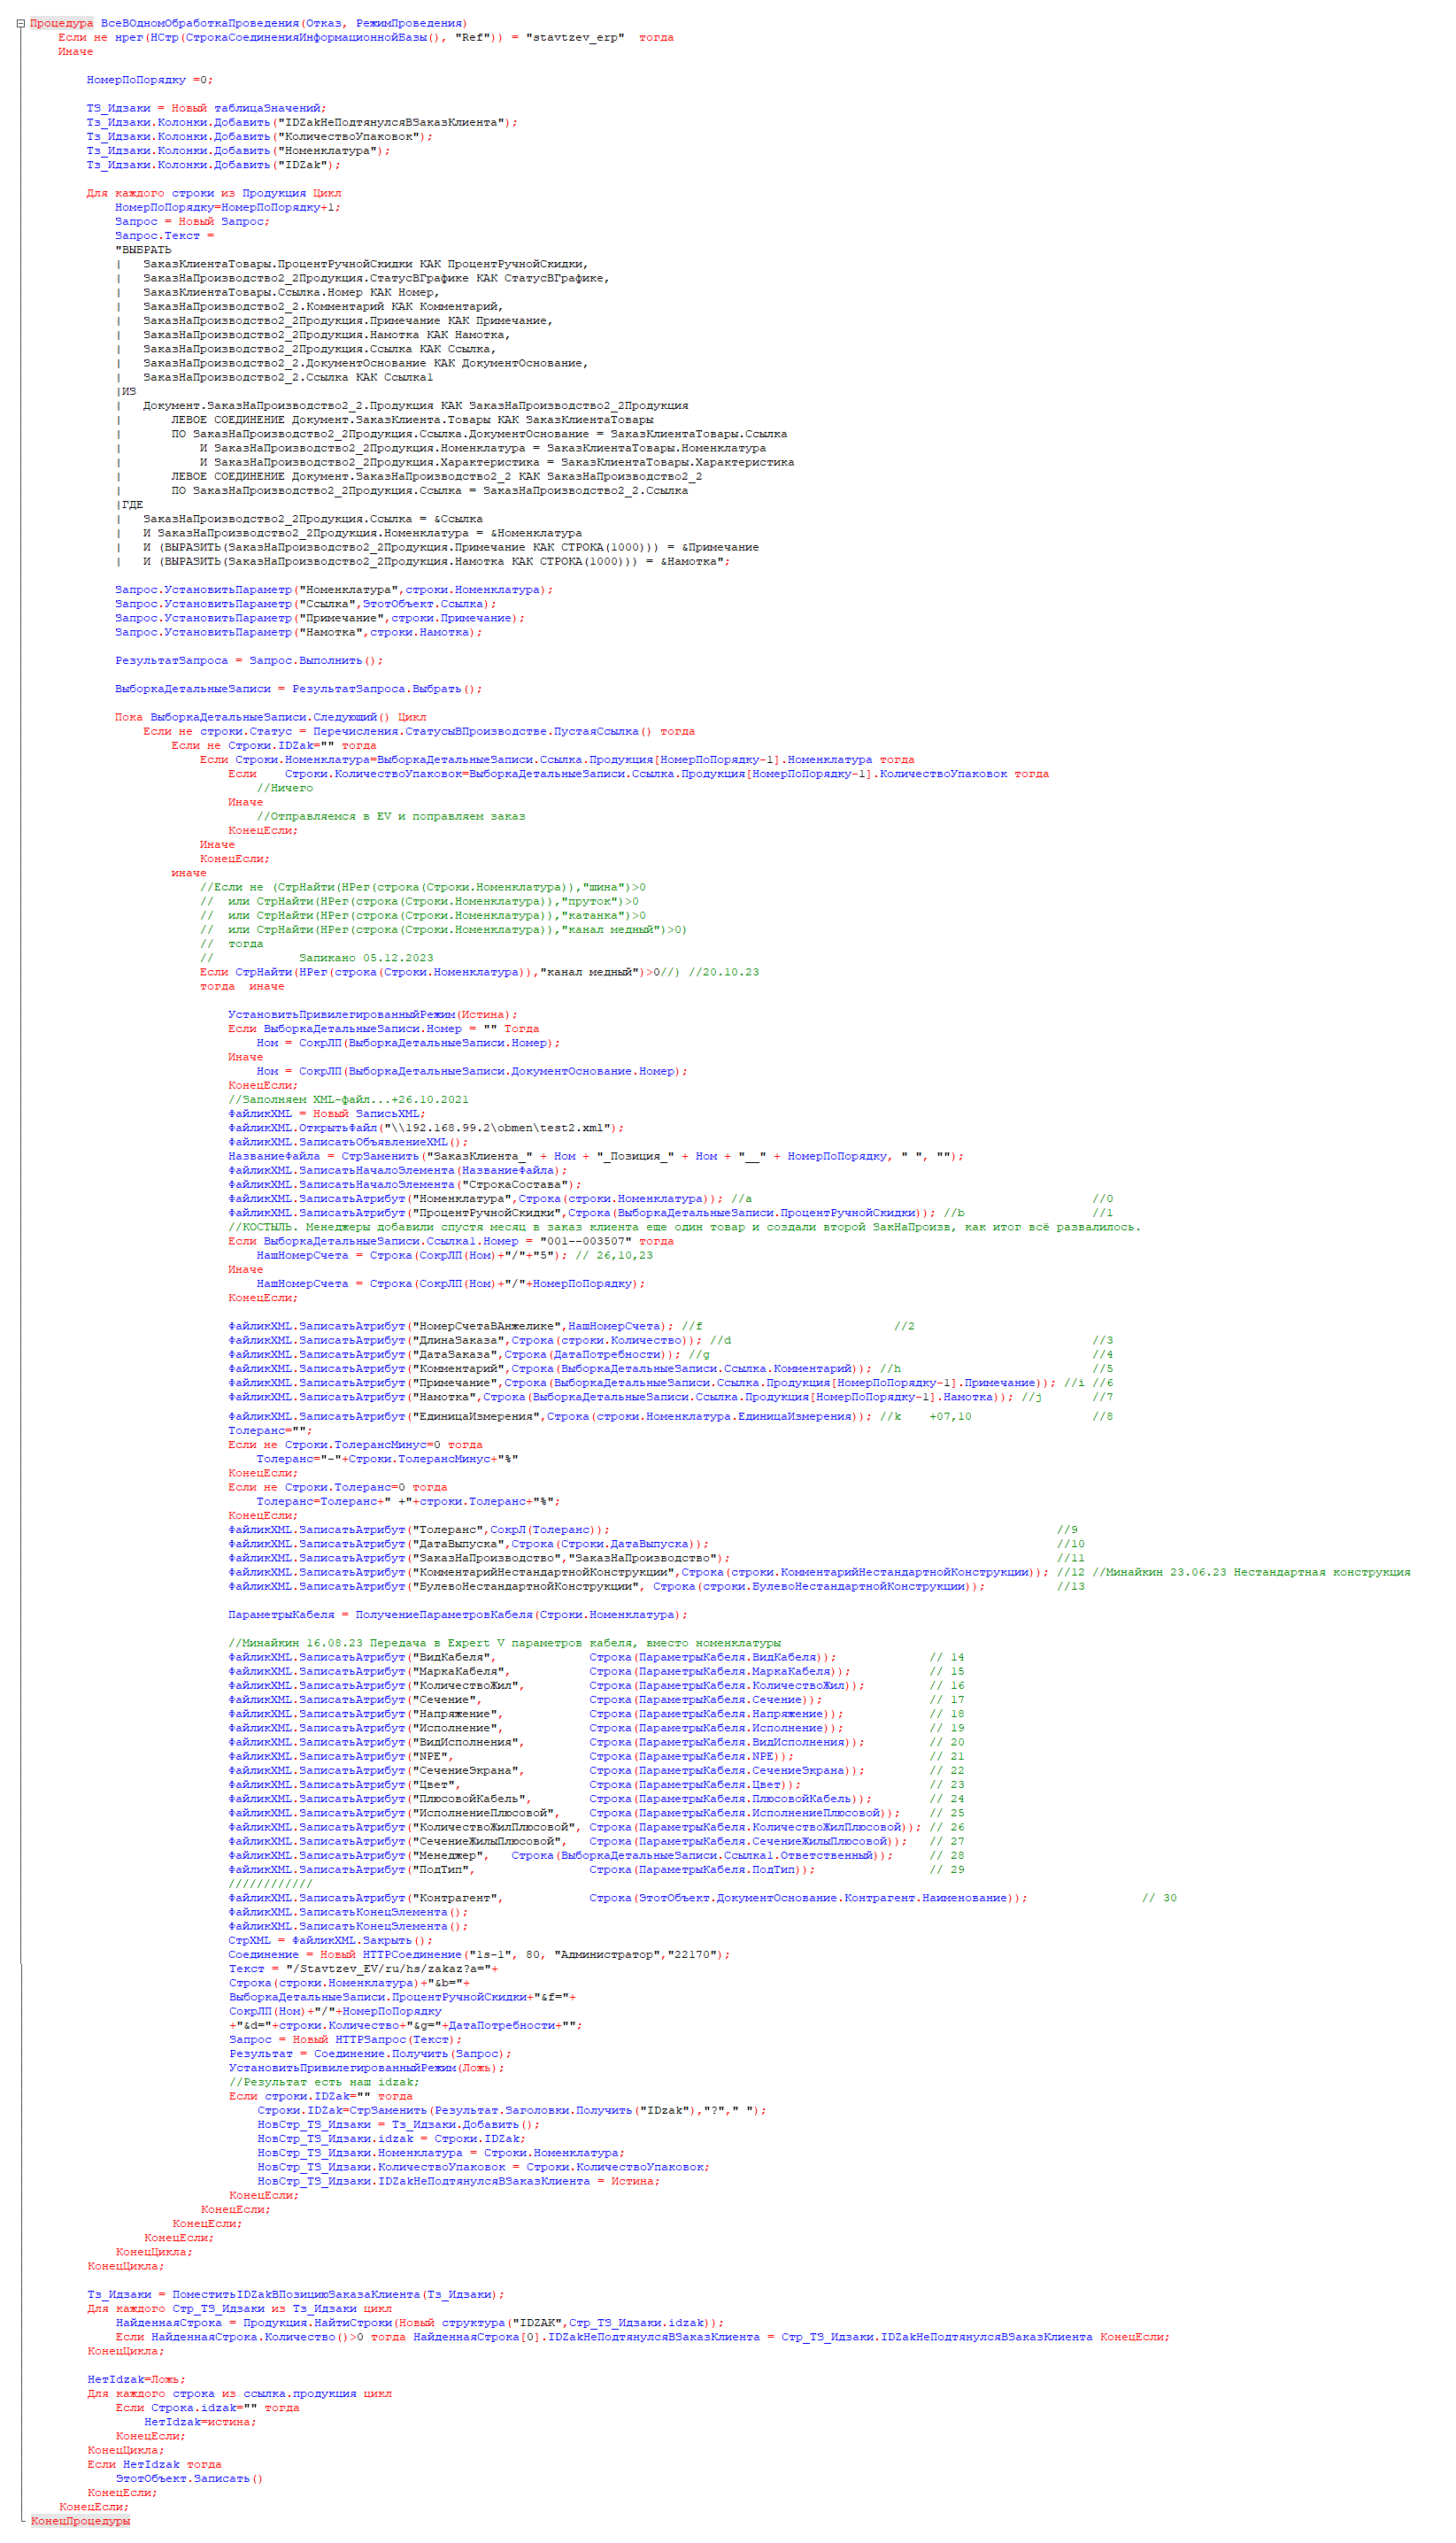 Процедура ВсеВОдномОбработкаПроведения(Отказ, РежимПроведения)
Если не нрег(НСтр(СтрокаСоединенияИнформационнойБазы(), "Ref")) = "stavtzev_erp"  тогда
Иначе
НомерПоПорядку =0;
ТЗ_Идзаки = Новый таблицаЗначений;
Тз_Идзаки.Колонки.Добавить("IDZakНеПодтянулсяВЗаказКлиента");
Тз_Идзаки.Колонки.Добавить("КоличествоУпаковок");
Тз_Идзаки.Колонки.Добавить("Номенклатура");
Тз_Идзаки.Колонки.Добавить("IDZak");
Для каждого строки из Продукция Цикл
НомерПоПорядку=НомерПоПорядку+1;
Запрос = Новый Запрос;
Запрос.Текст =
"ВЫБРАТЬ
|   ЗаказКлиентаТовары.ПроцентРучнойСкидки КАК ПроцентРучнойСкидки,
|   ЗаказНаПроизводство2_2Продукция.СтатусВГрафике КАК СтатусВГрафике,
|   ЗаказКлиентаТовары.Ссылка.Номер КАК Номер,
|   ЗаказНаПроизводство2_2.Комментарий КАК Комментарий,
|   ЗаказНаПроизводство2_2Продукция.Примечание КАК Примечание,
|   ЗаказНаПроизводство2_2Продукция.Намотка КАК Намотка,
|   ЗаказНаПроизводство2_2Продукция.Ссылка КАК Ссылка,
|   ЗаказНаПроизводство2_2.ДокументОснование КАК ДокументОснование,
|   ЗаказНаПроизводство2_2.Ссылка КАК Ссылка1
|ИЗ
|   Документ.ЗаказНаПроизводство2_2.Продукция КАК ЗаказНаПроизводство2_2Продукция
|       ЛЕВОЕ СОЕДИНЕНИЕ Документ.ЗаказКлиента.Товары КАК ЗаказКлиентаТовары
|       ПО ЗаказНаПроизводство2_2Продукция.Ссылка.ДокументОснование = ЗаказКлиентаТовары.Ссылка
|           И ЗаказНаПроизводство2_2Продукция.Номенклатура = ЗаказКлиентаТовары.Номенклатура
|           И ЗаказНаПроизводство2_2Продукция.Характеристика = ЗаказКлиентаТовары.Характеристика
|       ЛЕВОЕ СОЕДИНЕНИЕ Документ.ЗаказНаПроизводство2_2 КАК ЗаказНаПроизводство2_2
|       ПО ЗаказНаПроизводство2_2Продукция.Ссылка = ЗаказНаПроизводство2_2.Ссылка
|ГДЕ
|   ЗаказНаПроизводство2_2Продукция.Ссылка = &Ссылка
|   И ЗаказНаПроизводство2_2Продукция.Номенклатура = &Номенклатура
|   И (ВЫРАЗИТЬ(ЗаказНаПроизводство2_2Продукция.Примечание КАК СТРОКА(1000))) = &Примечание
|   И (ВЫРАЗИТЬ(ЗаказНаПроизводство2_2Продукция.Намотка КАК СТРОКА(1000))) = &Намотка";
Запрос.УстановитьПараметр("Номенклатура",строки.Номенклатура);
Запрос.УстановитьПараметр("Ссылка",ЭтотОбъект.Ссылка);
Запрос.УстановитьПараметр("Примечание",строки.Примечание);
Запрос.УстановитьПараметр("Намотка",строки.Намотка);
РезультатЗапроса = Запрос.Выполнить();
ВыборкаДетальныеЗаписи = РезультатЗапроса.Выбрать();
Пока ВыборкаДетальныеЗаписи.Следующий() Цикл
Если не строки.Статус = Перечисления.СтатусыВПроизводстве.ПустаяСсылка() тогда
Если не Строки.IDZak="" тогда
Если Строки.Номенклатура=ВыборкаДетальныеЗаписи.Ссылка.Продукция[НомерПоПорядку-1].Номенклатура тогда
Если    Строки.КоличествоУпаковок=ВыборкаДетальныеЗаписи.Ссылка.Продукция[НомерПоПорядку-1].КоличествоУпаковок тогда
//Ничего
Иначе
//Отправляемся в EV и поправляем заказ
КонецЕсли;
Иначе
КонецЕсли;
иначе
//Если не (СтрНайти(НРег(строка(Строки.Номенклатура)),"шина")>0
//  или СтрНайти(НРег(строка(Строки.Номенклатура)),"пруток")>0
//  или СтрНайти(НРег(строка(Строки.Номенклатура)),"катанка")>0
//  или СтрНайти(НРег(строка(Строки.Номенклатура)),"канал медный")>0)
//  тогда
//            Запикано 05.12.2023
Если СтрНайти(НРег(строка(Строки.Номенклатура)),"канал медный")>0//) //20.10.23
тогда  иначе
УстановитьПривилегированныйРежим(Истина);
Если ВыборкаДетальныеЗаписи.Номер = "" Тогда
Ном = СокрЛП(ВыборкаДетальныеЗаписи.Номер);
Иначе
Ном = СокрЛП(ВыборкаДетальныеЗаписи.ДокументОснование.Номер);
КонецЕсли;
//Заполняем XML-файл...+26.10.2021
ФайликXML = Новый ЗаписьXML;
ФайликXML.ОткрытьФайл("\\192.168.99.2\obmen\test2.xml");
ФайликXML.ЗаписатьОбъявлениеXML();
НазваниеФайла = СтрЗаменить("ЗаказКлиента_" + Ном + "_Позиция_" + Ном + "__" + НомерПоПорядку, " ", "");
ФайликXML.ЗаписатьНачалоЭлемента(НазваниеФайла);
ФайликXML.ЗаписатьНачалоЭлемента("СтрокаСостава");
ФайликXML.ЗаписатьАтрибут("Номенклатура",Строка(строки.Номенклатура)); //a //0
ФайликXML.ЗаписатьАтрибут("ПроцентРучнойСкидки",Строка(ВыборкаДетальныеЗаписи.ПроцентРучнойСкидки)); //b //1
//КОСТЫЛЬ. Менеджеры добавили спустя месяц в заказ клиента еще один товар и создали второй ЗакНаПроизв, как итог всё развалилось.
Если ВыборкаДетальныеЗаписи.Ссылка1.Номер = "001--003507" тогда
НашНомерСчета = Строка(СокрЛП(Ном)+"/"+"5"); // 26,10,23
Иначе
НашНомерСчета = Строка(СокрЛП(Ном)+"/"+НомерПоПорядку);
КонецЕсли;
ФайликXML.ЗаписатьАтрибут("НомерСчетаВАнжелике",НашНомерСчета); //f //2
ФайликXML.ЗаписатьАтрибут("ДлинаЗаказа",Строка(строки.Количество)); //d //3
ФайликXML.ЗаписатьАтрибут("ДатаЗаказа",Строка(ДатаПотребности)); //g //4
ФайликXML.ЗаписатьАтрибут("Комментарий",Строка(ВыборкаДетальныеЗаписи.Ссылка.Комментарий)); //h //5
ФайликXML.ЗаписатьАтрибут("Примечание",Строка(ВыборкаДетальныеЗаписи.Ссылка.Продукция[НомерПоПорядку-1].Примечание)); //i //6
ФайликXML.ЗаписатьАтрибут("Намотка",Строка(ВыборкаДетальныеЗаписи.Ссылка.Продукция[НомерПоПорядку-1].Намотка)); //j //7
ФайликXML.ЗаписатьАтрибут("ЕдиницаИзмерения",Строка(строки.Номенклатура.ЕдиницаИзмерения)); //k    +07,10 //8
Толеранс="";
Если не Строки.ТолерансМинус=0 тогда
Толеранс="-"+Строки.ТолерансМинус+"%"
КонецЕсли;
Если не Строки.Толеранс=0 тогда
Толеранс=Толеранс+" +"+строки.Толеранс+"%";
КонецЕсли;
ФайликXML.ЗаписатьАтрибут("Толеранс",СокрЛ(Толеранс)); //9
ФайликXML.ЗаписатьАтрибут("ДатаВыпуска",Строка(Строки.ДатаВыпуска)); //10
ФайликXML.ЗаписатьАтрибут("ЗаказНаПроизводство","ЗаказНаПроизводство"); //11
ФайликXML.ЗаписатьАтрибут("КомментарийНестандартнойКонструкции",Строка(строки.КомментарийНестандартнойКонструкции)); //12 //Минайкин 23.06.23 Нестандартная конструкция
ФайликXML.ЗаписатьАтрибут("БулевоНестандартнойКонструкции", Строка(строки.БулевоНестандартнойКонструкции)); //13
ПараметрыКабеля = ПолучениеПараметровКабеля(Строки.Номенклатура);
//Минайкин 16.08.23 Передача в Expert V параметров кабеля, вместо номенклатуры
ФайликXML.ЗаписатьАтрибут("ВидКабеля", Строка(ПараметрыКабеля.ВидКабеля)); // 14
ФайликXML.ЗаписатьАтрибут("МаркаКабеля", Строка(ПараметрыКабеля.МаркаКабеля)); // 15
ФайликXML.ЗаписатьАтрибут("КоличествоЖил", Строка(ПараметрыКабеля.КоличествоЖил)); // 16
ФайликXML.ЗаписатьАтрибут("Сечение", Строка(ПараметрыКабеля.Сечение)); // 17
ФайликXML.ЗаписатьАтрибут("Напряжение", Строка(ПараметрыКабеля.Напряжение)); // 18
ФайликXML.ЗаписатьАтрибут("Исполнение", Строка(ПараметрыКабеля.Исполнение)); // 19
ФайликXML.ЗаписатьАтрибут("ВидИсполнения", Строка(ПараметрыКабеля.ВидИсполнения)); // 20
ФайликXML.ЗаписатьАтрибут("NPE", Строка(ПараметрыКабеля.NPE)); // 21
ФайликXML.ЗаписатьАтрибут("СечениеЭкрана", Строка(ПараметрыКабеля.СечениеЭкрана)); // 22
ФайликXML.ЗаписатьАтрибут("Цвет", Строка(ПараметрыКабеля.Цвет)); // 23
ФайликXML.ЗаписатьАтрибут("ПлюсовойКабель", Строка(ПараметрыКабеля.ПлюсовойКабель)); // 24
ФайликXML.ЗаписатьАтрибут("ИсполнениеПлюсовой", Строка(ПараметрыКабеля.ИсполнениеПлюсовой)); // 25
ФайликXML.ЗаписатьАтрибут("КоличествоЖилПлюсовой", Строка(ПараметрыКабеля.КоличествоЖилПлюсовой)); // 26
ФайликXML.ЗаписатьАтрибут("СечениеЖилыПлюсовой", Строка(ПараметрыКабеля.СечениеЖилыПлюсовой)); // 27
ФайликXML.ЗаписатьАтрибут("Менеджер", Строка(ВыборкаДетальныеЗаписи.Ссылка1.Ответственный)); // 28
ФайликXML.ЗаписатьАтрибут("ПодТип", Строка(ПараметрыКабеля.ПодТип)); // 29
////////////
ФайликXML.ЗаписатьАтрибут("Контрагент", Строка(ЭтотОбъект.ДокументОснование.Контрагент.Наименование)); // 30
ФайликXML.ЗаписатьКонецЭлемента();
ФайликXML.ЗаписатьКонецЭлемента();
СтрXML = ФайликXML.Закрыть();
Соединение = Новый HTTPСоединение("1s-1", 80, "Администратор","22170");
Текст = "/Stavtzev_EV/ru/hs/zakaz?a="+
Строка(строки.Номенклатура)+"&b="+
ВыборкаДетальныеЗаписи.ПроцентРучнойСкидки+"&f="+
СокрЛП(Ном)+"/"+НомерПоПорядку
+"&d="+строки.Количество+"&g="+ДатаПотребности+"";
Запрос = Новый HTTPЗапрос(Текст);
Результат = Соединение.Получить(Запрос);
УстановитьПривилегированныйРежим(Ложь);
//Результат есть наш idzak;
Если строки.IDZak="" тогда
Строки.IDZak=СтрЗаменить(Результат.Заголовки.Получить("IDzak"),"?"," ");
НовСтр_ТЗ_Идзаки = Тз_Идзаки.Добавить();
НовСтр_ТЗ_Идзаки.idzak = Строки.IDZak;
НовСтр_ТЗ_Идзаки.Номенклатура = Строки.Номенклатура;
НовСтр_ТЗ_Идзаки.КоличествоУпаковок = Строки.КоличествоУпаковок;
НовСтр_ТЗ_Идзаки.IDZakНеПодтянулсяВЗаказКлиента = Истина;
КонецЕсли;
КонецЕсли;
КонецЕсли;
КонецЕсли;
КонецЦикла;
КонецЦикла;
Тз_Идзаки = ПоместитьIDZakВПозициюЗаказаКлиента(Тз_Идзаки);
Для каждого Стр_ТЗ_Идзаки из Тз_Идзаки цикл
НайденнаяСтрока = Продукция.НайтиСтроки(Новый структура("IDZAK",Стр_ТЗ_Идзаки.idzak));
Если НайденнаяСтрока.Количество()>0 тогда НайденнаяСтрока[0].IDZakНеПодтянулсяВЗаказКлиента = Стр_ТЗ_Идзаки.IDZakНеПодтянулсяВЗаказКлиента КонецЕсли;
КонецЦикла;
НетIdzak=Ложь;
Для каждого строка из ссылка.продукция цикл
Если Строка.idzak="" тогда
НетIdzak=истина;
КонецЕсли;
КонецЦикла;
Если НетIdzak тогда
ЭтотОбъект.Записать()
КонецЕсли;
КонецЕсли;
КонецПроцедуры